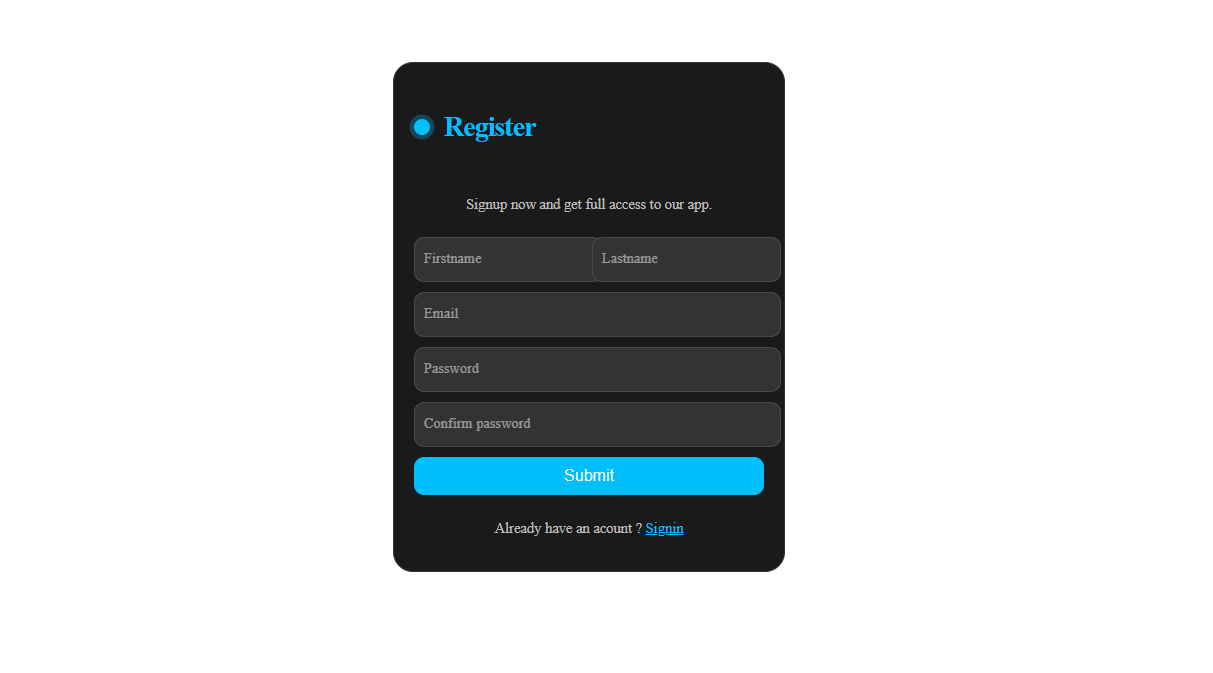 Register
Signup now and get full access to our app.
Firstname Lastname
Email
Password
Confirm password
Submit
Already have an acount ? Signin